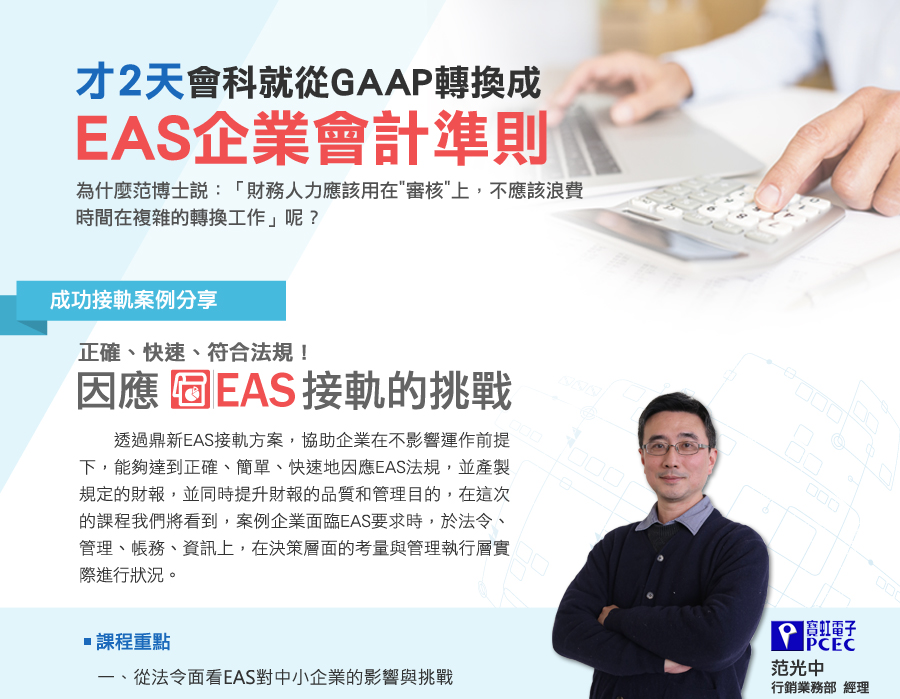 才2天會科就從GAAP轉換成
EAS企業會計準則
為什麼范博士説：「財務人力應該用在"審核"上，不應該浪費
時間在複雜的轉換工作」呢？
成功接軌案例分享
正確、快速、符合法規！
因應 EAS接軌的挑戰
透過鼎新EAS接軌方案，協助企業在不影響運作前提
下，能夠達到正確、簡單、快速地因應EAS法規，並產製
規定的財報，並同時提升財報的品質和管理目的，在這次
的課程我們將看到，案例企業面臨EAS要求時，於法令、
管理、帳務、資訊上，在決策層面的考量與管理執行層實
際進行狀況。
課程重點
一、從法令面看EAS對中小企業的影響與挑戰
寶虹電子
PCEC
范光中
行銷業務部 經理